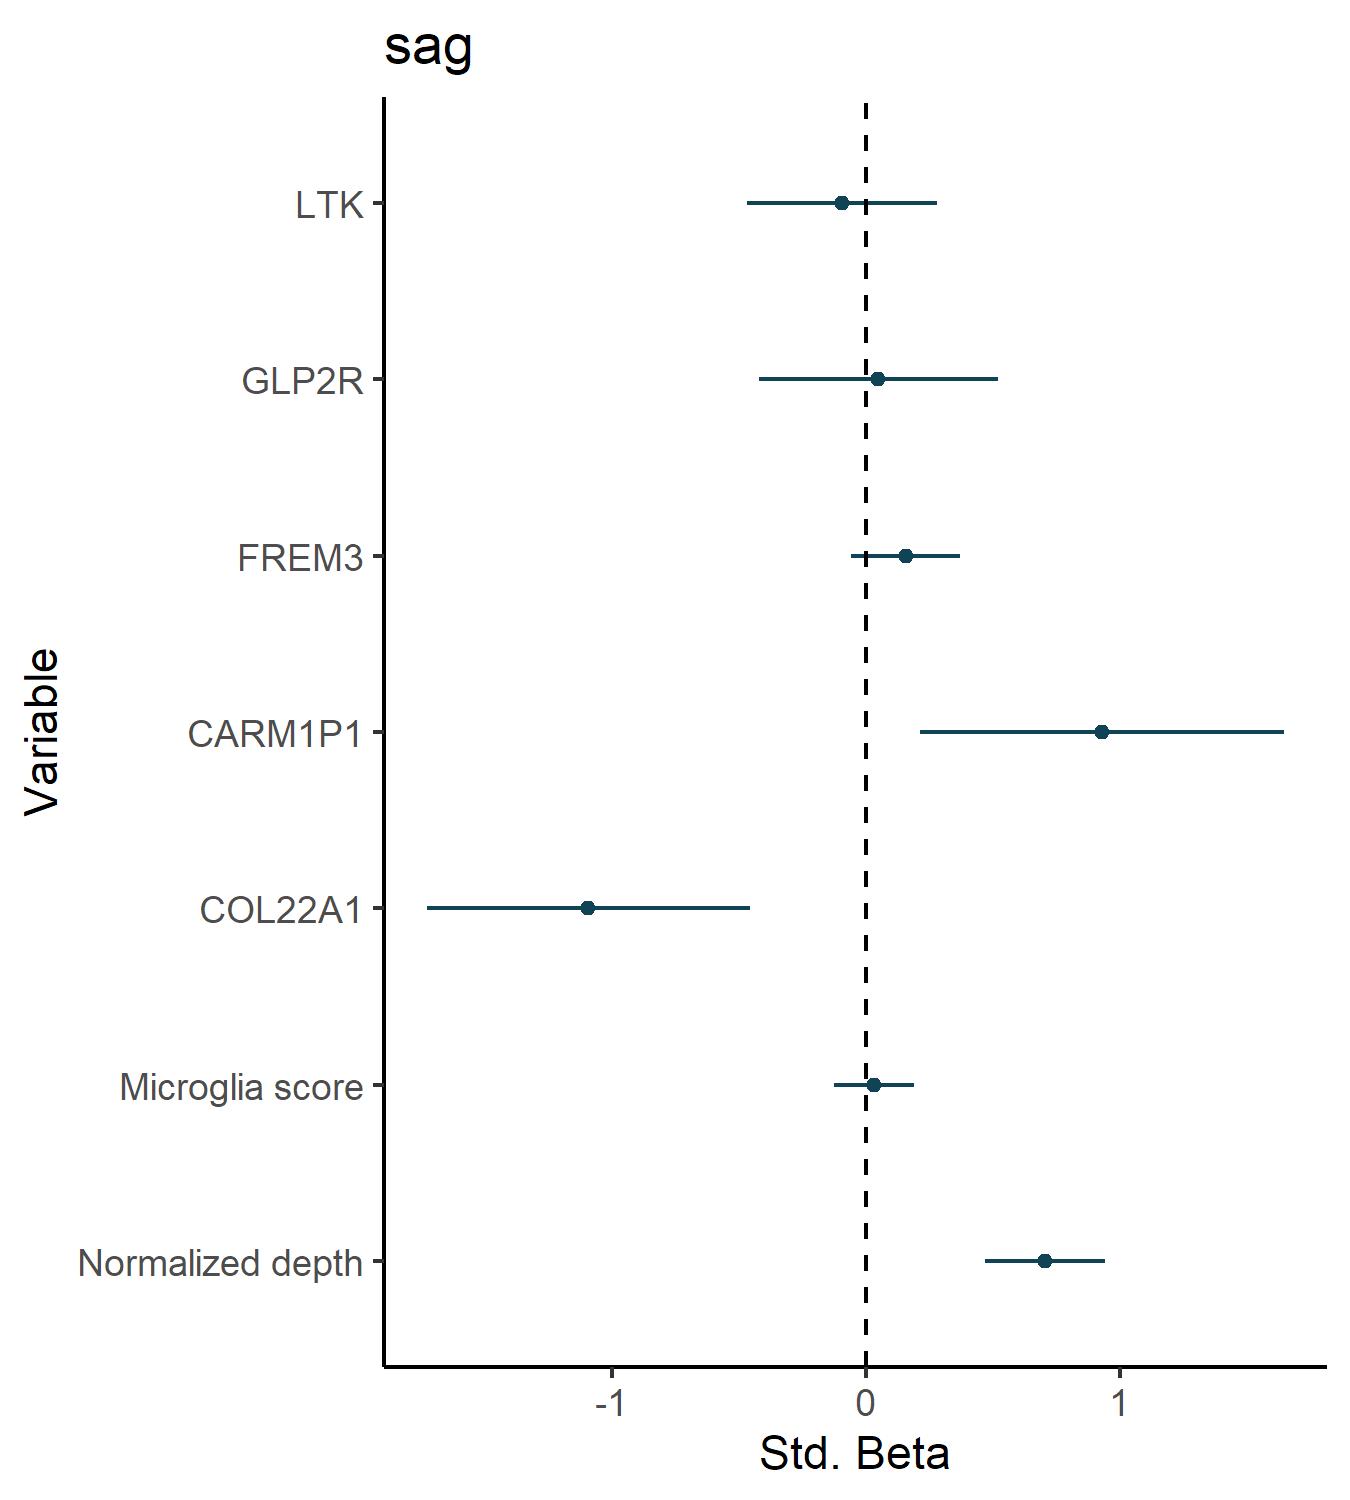 sag
LTK
GLP2R
FREM3
CARM1P1
COL22A1
Microglia score
Normalized depth
Variable
-1 0 1
Std. Beta